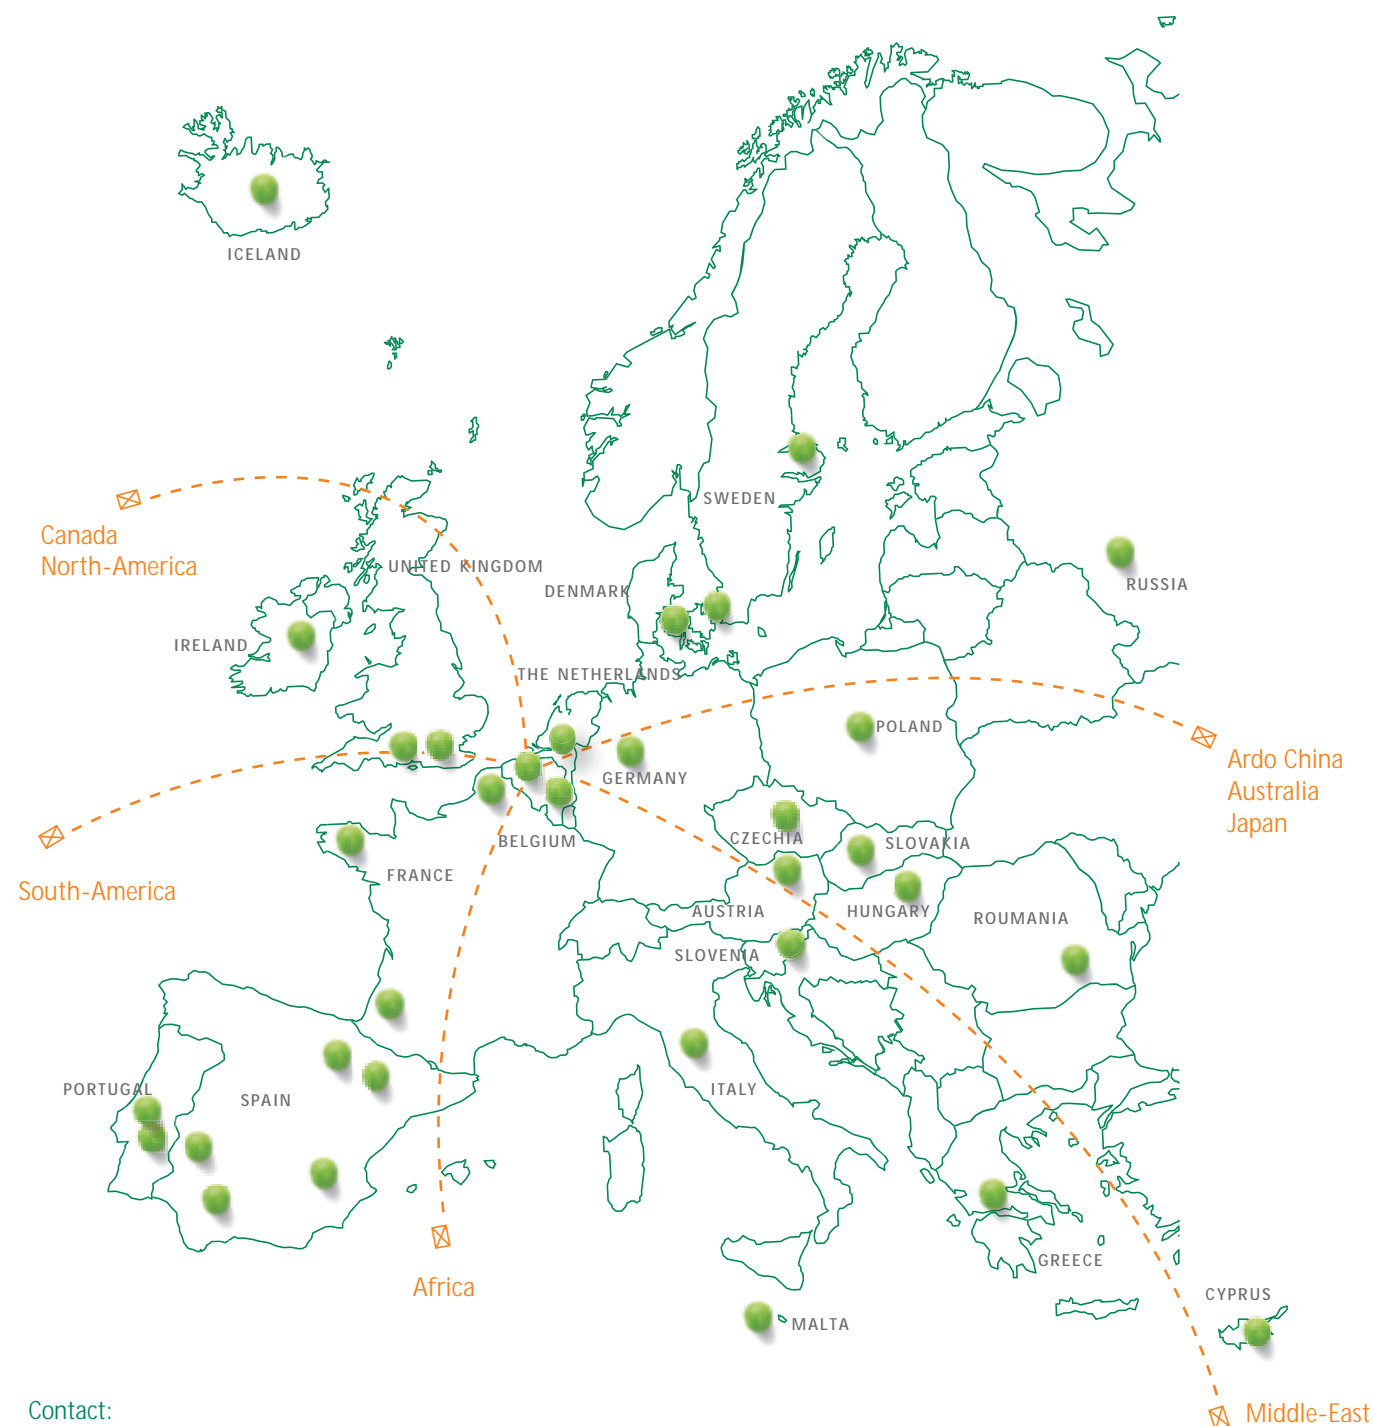 ICELAND
SWEDEN
Canada
North-America
UNITED KINGDOM
RUSSIA
DENMARK
IRELAND
THE NETHERLANDS
POLAND
Ardo China
Australia
Japan
GERMANY
BELGIUM
CZECHIA
SLOVAKIA
South-America
FRANCE
AUSTRIA
HUNGARY
ROUMANIA
SLOVENIA
PORTUGAL
SPAIN
ITALY
Africa
GREECE
CYPRUS
MALTA
Contact:
Middle-East